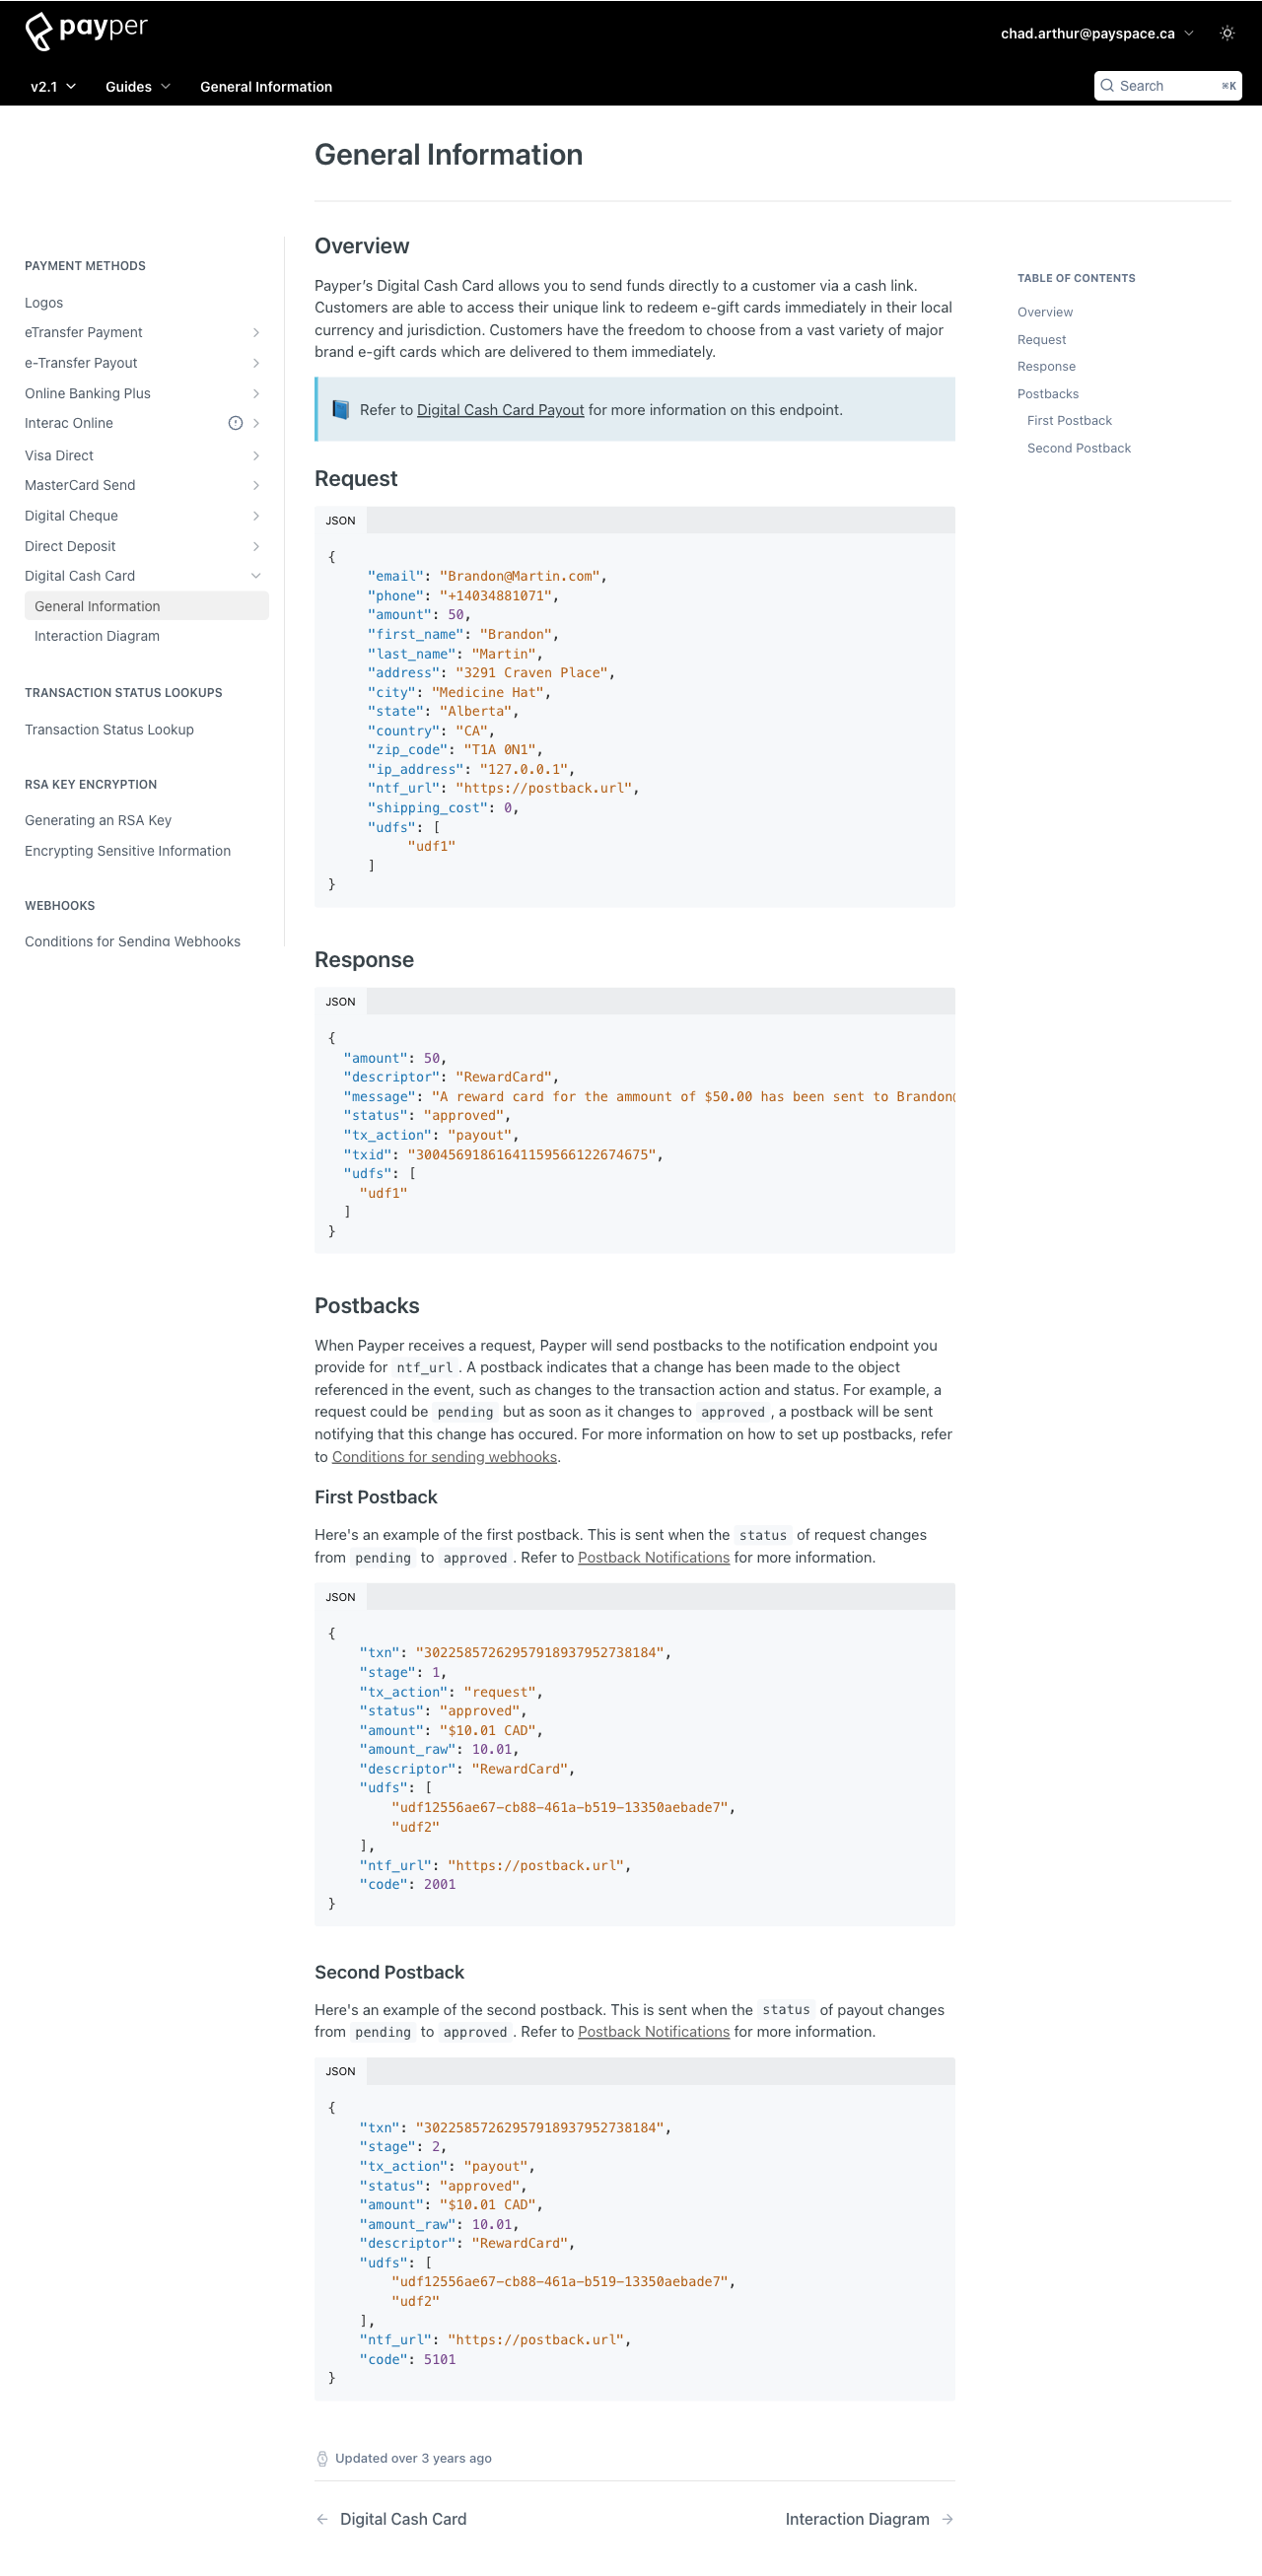 payper
chad.arthur@payspace.ca
v2.1
Guides
General Information
Search
⌘K
General Information
PAYMENT METHODS
Logos
eTransfer Payment
e-Transfer Payout
Online Banking Plus
Interac Online
Visa Direct
MasterCard Send
Digital Cheque
Direct Deposit
Digital Cash Card
General Information
Interaction Diagram
TRANSACTION STATUS LOOKUPS
Transaction Status Lookup
RSA KEY ENCRYPTION
Generating an RSA Key
Encrypting Sensitive Information
WEBHOOKS
Conditions for Sending Webhooks
Overview
Payper’s Digital Cash Card allows you to send funds directly to a customer via a cash link.
Customers are able to access their unique link to redeem e-gift cards immediately in their local
currency and jurisdiction. Customers have the freedom to choose from a vast variety of major
brand e-gift cards which are delivered to them immediately.
Refer to Digital Cash Card Payout for more information on this endpoint.
Request
JSON
{
"email": "Brandon@Martin.com",
"phone": "+14034881071",
"amount": 50,
"first_name": "Brandon",
"last_name": "Martin",
"address": "3291 Craven Place",
"city": "Medicine Hat",
"state": "Alberta",
"country": "CA",
"zip_code": "T1A 0N1",
"ip_address": "127.0.0.1",
"ntf_url": "https://postback.url",
"shipping_cost": 0,
"udfs": [
"udf1"
]
}
Response
JSON
{
"amount": 50,
"descriptor": "RewardCard",
"message": "A reward card for the ammount of $50.00 has been sent to Brandon@
"status": "approved",
"tx_action": "payout",
"txid": "30045691861641159566122674675",
"udfs": [
"udf1"
]
}
Postbacks
When Payper receives a request, Payper will send postbacks to the notification endpoint you
provide for ntf_url . A postback indicates that a change has been made to the object
referenced in the event, such as changes to the transaction action and status. For example, a
request could be pending but as soon as it changes to approved , a postback will be sent
notifying that this change has occured. For more information on how to set up postbacks, refer
to Conditions for sending webhooks.
First Postback
Here's an example of the first postback. This is sent when the status of request changes
from pending to approved . Refer to Postback Notifications for more information.
JSON
{
"txn": "30225857262957918937952738184",
"stage": 1,
"tx_action": "request",
"status": "approved",
"amount": "$10.01 CAD",
"amount_raw": 10.01,
"descriptor": "RewardCard",
"udfs": [
"udf12556ae67-cb88-461a-b519-13350aebade7",
"udf2"
],
"ntf_url": "https://postback.url",
"code": 2001
}
Second Postback
Here's an example of the second postback. This is sent when the status of payout changes
from pending to approved . Refer to Postback Notifications for more information.
JSON
{
"txn": "30225857262957918937952738184",
"stage": 2,
"tx_action": "payout",
"status": "approved",
"amount": "$10.01 CAD",
"amount_raw": 10.01,
"descriptor": "RewardCard",
"udfs": [
"udf12556ae67-cb88-461a-b519-13350aebade7",
"udf2"
],
"ntf_url": "https://postback.url",
"code": 5101
}
Updated over 3 years ago
Digital Cash Card
Interaction Diagram
TABLE OF CONTENTS
Overview
Request
Response
Postbacks
First Postback
Second Postback